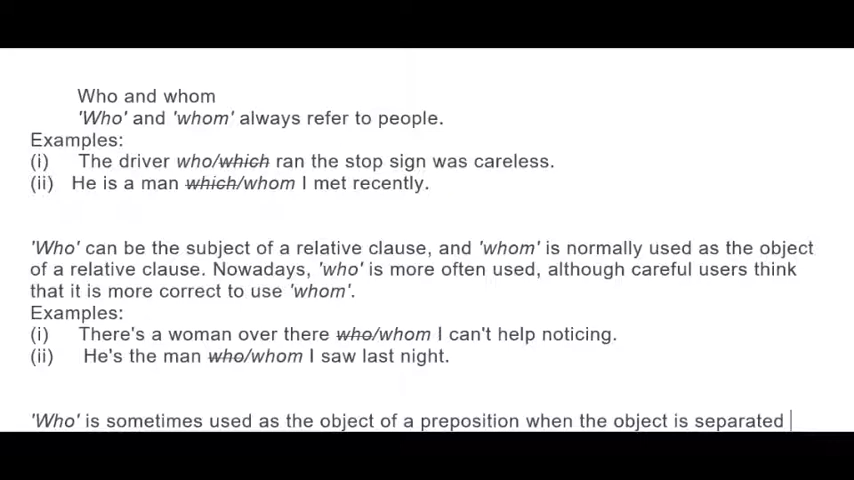 Who and whom
'Who' and 'whom' always refer to people.
Examples:
(i) The driver who/which ran the stop sign was careless.
(ii) He is a man which/whom I met recently.
'Who' can be the subject of a relative clause, and 'whom' is normally used as the object
of a relative clause. Nowadays, 'who' is more often used, although careful users think
that it is more correct to use 'whom'.
Examples:
(i) There's a woman over there who/whom I can't help noticing.
(ii) He's the man who/whom I saw last night.
'Who' is sometimes used as the object of a preposition when the object is separated